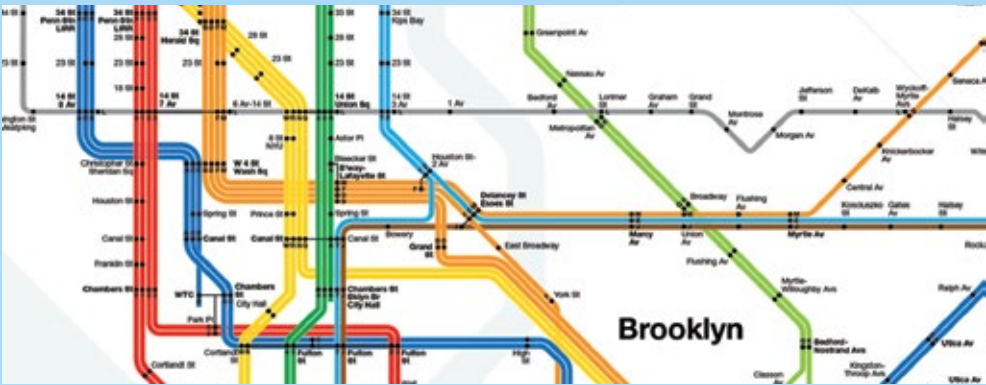 34 St
Penn Stn
LIRR
34 St
Penn Stn
LIRR
34 St
Herald Sq
35 St
34 St
Kips Bay
Greenpoint Av
28 St
28 St
28 St
23 St
23 St
23 St
23 St
23 St
23 St
Nassau Av
Seneca A
18 St
14 St
8 Av
14 St
7 Av
6 Av-14 St
14 St
Union Sq
14 St
3 Av
1 Av
Bedford
Av
Lorimer
St
Graham
Av
Grand
St
Montrose
Av
Morgan Av
Jefferson
St
DeKalb
Av
Wyckoff-
Myrtle
Avs
Halsey
St
Metropolitan
Av
8 St
NYU
Astor Pl
Knickerbocker
Av
Christopher St
Sheridan Sq
W 4 St
Wash Sq
Bleecker St
B'way-
Lafayette St
Houston St-
2 Av
Central Av
Houston St
Spring St
Prince St
Spring St
Delancey St
Essex St
Broadway
Flushing
Av
Kosciuszko
St
Gates
Av
Halsey
St
Canal St
Canal St
Canal St
Canal St
Bowery
Grand
St
East Broadway
Marcy
Av
Union
Av
Myrtle Av
Franklin St
Flushing Av
Chambers St
WTC
Chambers
St
City Hall
Chambers St
Bklyn Br
City Hall
York St
Myrtle-
Willoughby Avs
Ralph Av
Park Pl
Brooklyn
Cortlandt
St
Fulton
St
Fulton
St
Fulton
St
High
St
Bedford-
Nostrand Avs
Utica Av
Cortlandt St
Classon
Av
Kingston-
Throop Avs
Utica Av